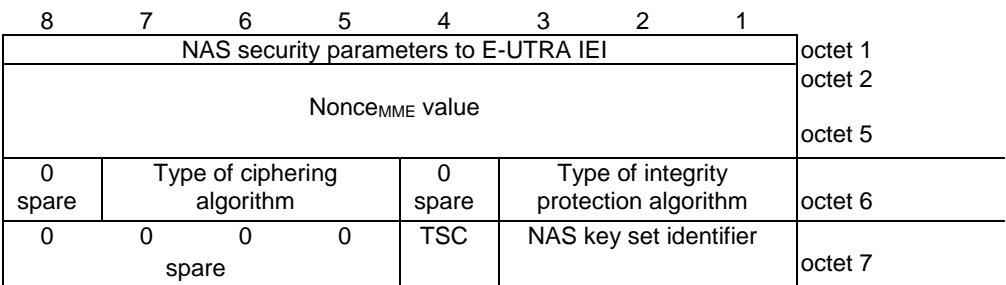 8 7 6 5 4 3 2 1
NAS security parameters to E-UTRA IEI octet 1
octet 2
NonceMME value
octet 5
0 Type of ciphering 0 Type of integrity
spare algorithm spare protection algorithm octet 6
0 0 0 0 TSC NAS key set identifier
spare octet 7